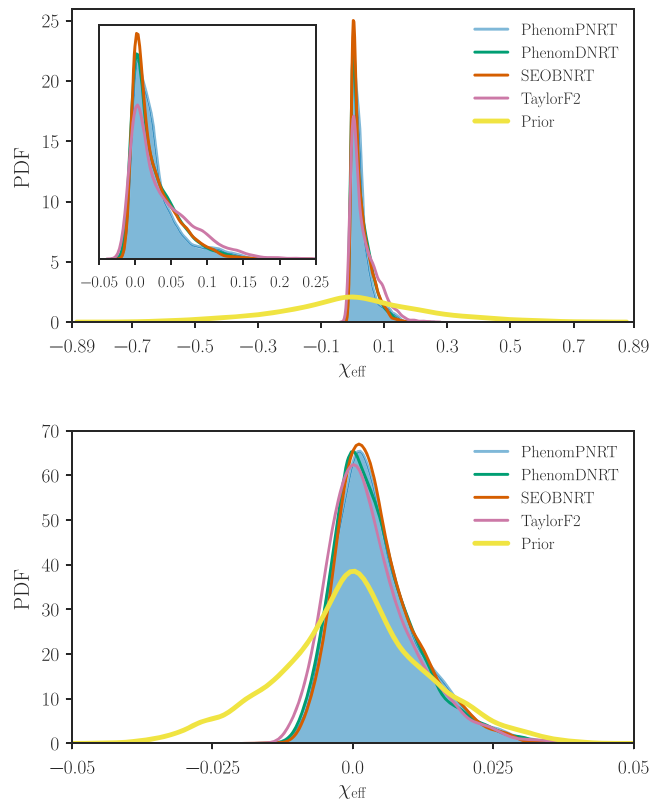 PDF
25
20
15
10
5
0
−0.89 −0.7 −0.5 −0.3 −0.1 0.1 0.3 0.5 0.7 0.89
χeff
PhenomPNRT
PhenomDNRT
SEOBNRT
TaylorF2
Prior
−0.05 0.0 0.05 0.1 0.15 0.2 0.25
PDF
70
60
50
40
30
20
10
0
−0.05 −0.025 0.0 0.025 0.05
χeff
PhenomPNRT
PhenomDNRT
SEOBNRT
TaylorF2
Prior